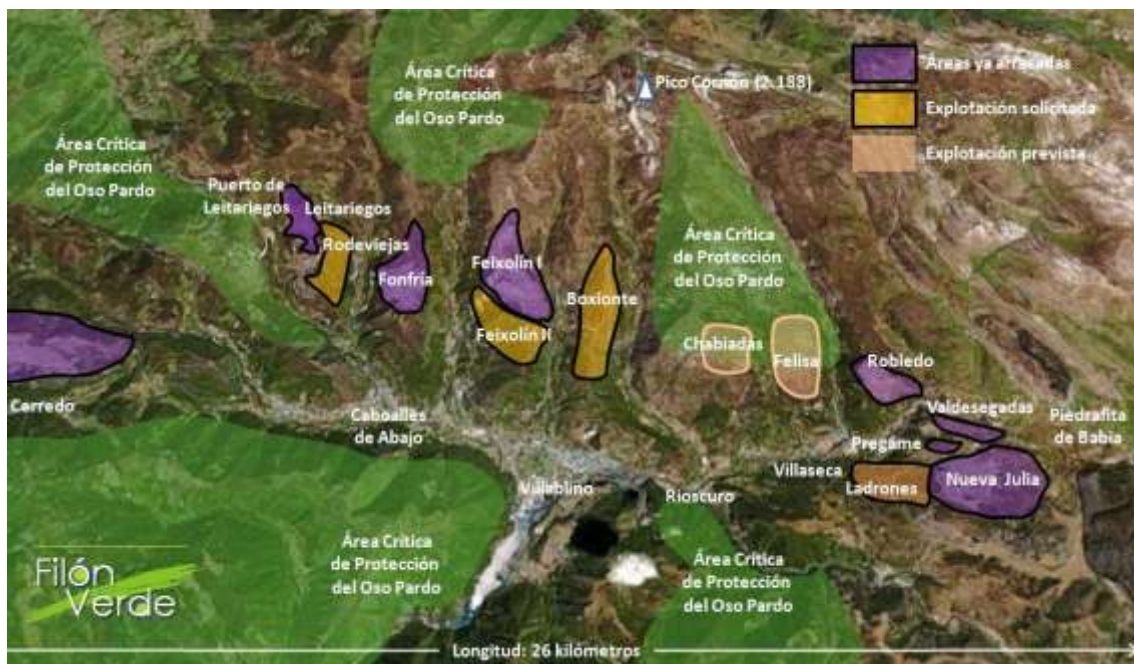 Área Crítica
de Protección
del Oso Pardo
Pico Cornón (2.188)
Áreas ya arrasadas
Explotación solicitada
Explotación prevista
Área Crítica
de Protección
del Oso Pardo
Puerto de
Leitariegos
Leitariegos
Rodeviejas
Fonfría
Feixolín I
Feixolín II
Boxionte
Área Crítica
de Protección
del Oso Pardo
Chabiadas
Felisa
Robledo
Valdesegadas
Piedrafita
de Babia
Pregame
Cerredo
Caboalles
de Abajo
Villablino
Rioscuro
Villaseca
Ladrones
Nueva Julia
Área Crítica
de Protección
del Oso Pardo
Área Crítica
de Protección
del Oso Pardo
Filón
Verde
Longitud: 26 kilómetros